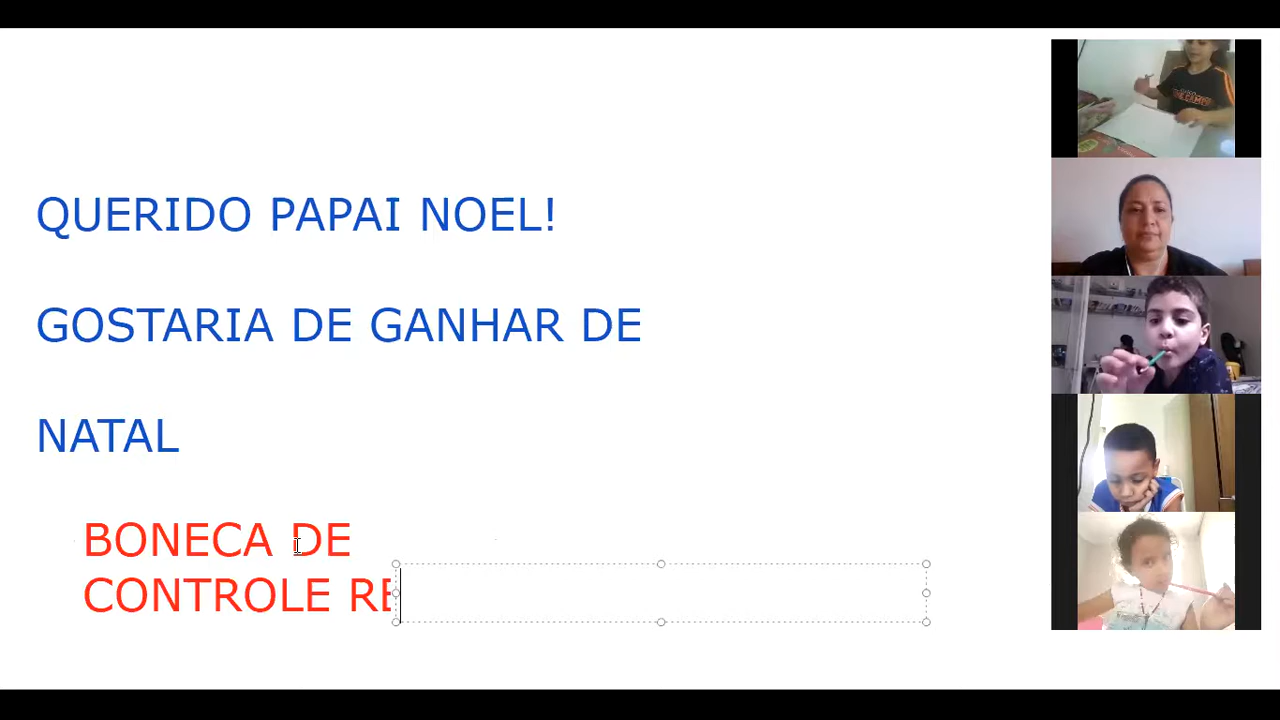 QUERIDO PAPAI NOEL!
GOSTARIA DE GANHAR DE
NATAL
BONECA DE
CONTROLE RE